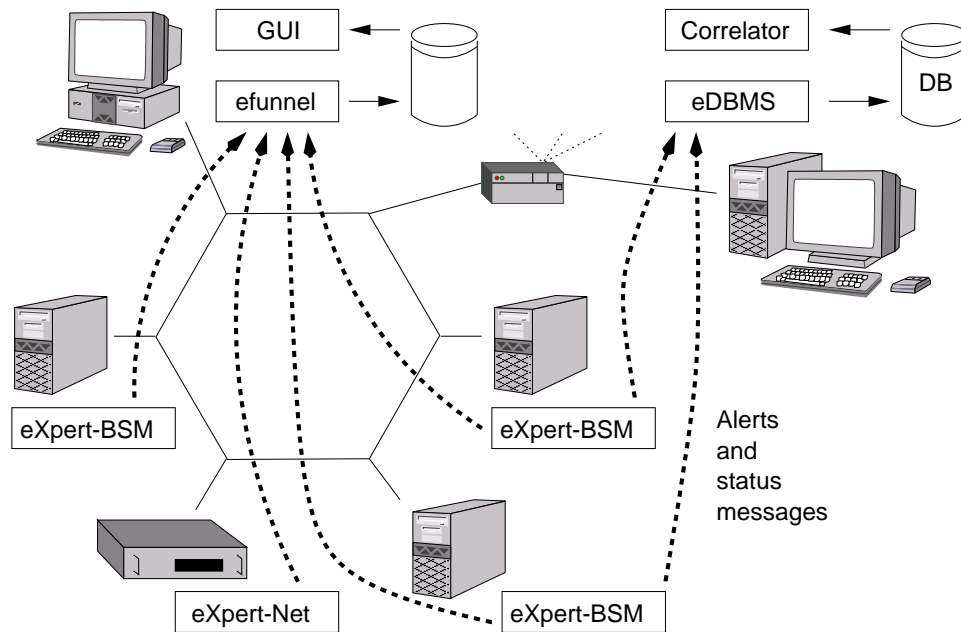 GUI
Correlator
efunnel
eDBMS
DB
eXpert-BSM
eXpert-BSM
Alerts
and
status
messages
eXpert-Net
eXpert-BSM